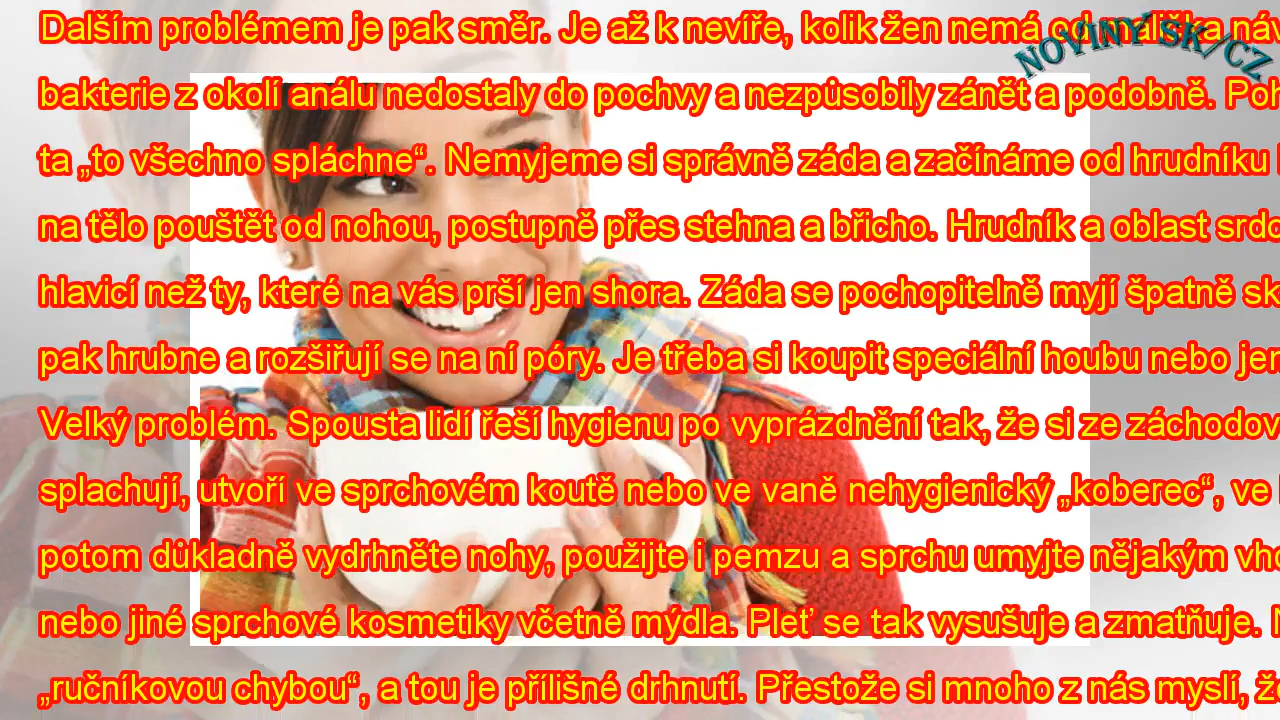 Dalším problémem je pak směr. Je až k nevíře, kolik žen nemá od malička
NOVINY SK/CZ
bakterie z okolí análu nedostaly do pochvy a nezpůsobily zánět a podobně.
ta „to všechno spláchne“. Nemyjeme si správně záda a začínáme od hrudníku
na tělo pouštět od nohou, postupně přes stehna a břicho. Hrudník a oblast
hlavicí než ty, které na vás prší jen shora. Záda se pochopitelně myjí špatně
pak hrubne a rozšiřují se na ní póry. Je třeba si koupit speciální houbu nebo
Velký problém. Spousta lidí řeší hygienu po vyprázdnění tak, že si ze
splachují, utvoří ve sprchovém koutě nebo ve vaně nehygienický „koberec“, ve
potom důkladně vydrhněte nohy, použijte i pemzu a sprchu umyjte nějakým
nebo jiné sprchové kosmetiky včetně mýdla. Pleť se tak vysušuje a zmatňuje.
„ručníkovou chybou“, a tou je přílišné drhnutí. Přestože si mnoho z nás myslí,